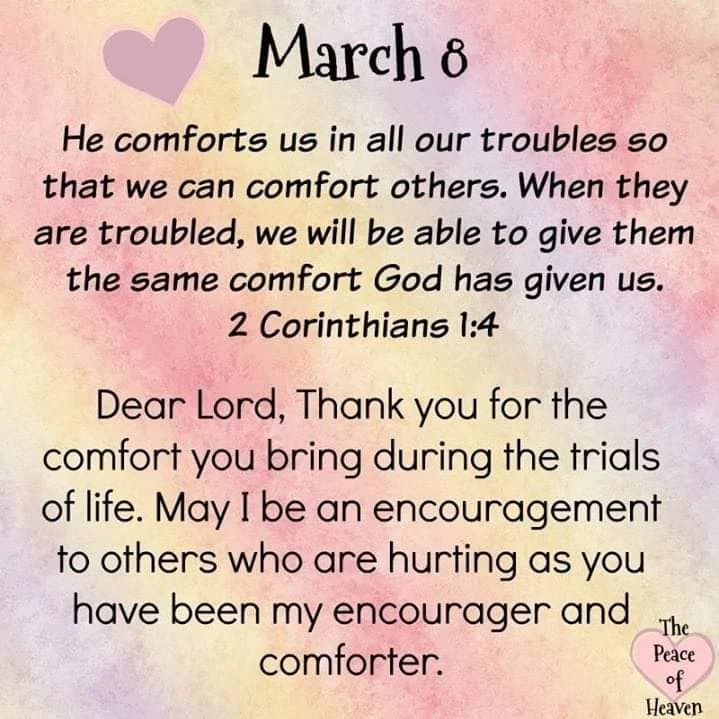 March 8
He comforts us in all our troubles so
that we can comfort others. When they
are troubled, we will be able to give them
the same comfort God has given us.
2 Corinthians 1:4
Dear Lord, Thank you for the
comfort you bring during the trials
of life. May I be an encouragement
to others who are hurting as you
have been my encourager and
comforter.
The
Peace
of
Heaven